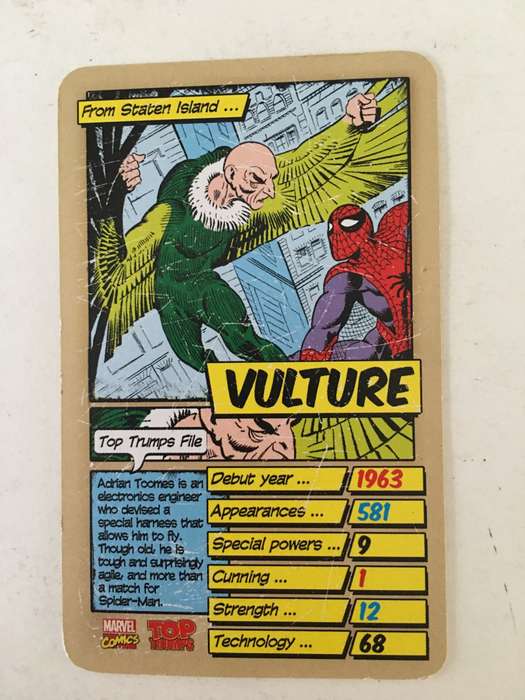 From Staten Island ...
VULTURE
Top Trumps File
Adrian Toomes is an
electronics engineer
who devised a
special harness that
allows him to fly.
Though old, he is
tough and surprisingly
agile, and more than
a match for
Spider-Man.
Debut year ... 1963
Appearances ... 581
Special powers ... 9
Cunning ... 1
Strength ... 12
Technology ... 68
MARVEL
COMICS
TOP
TRUMPS